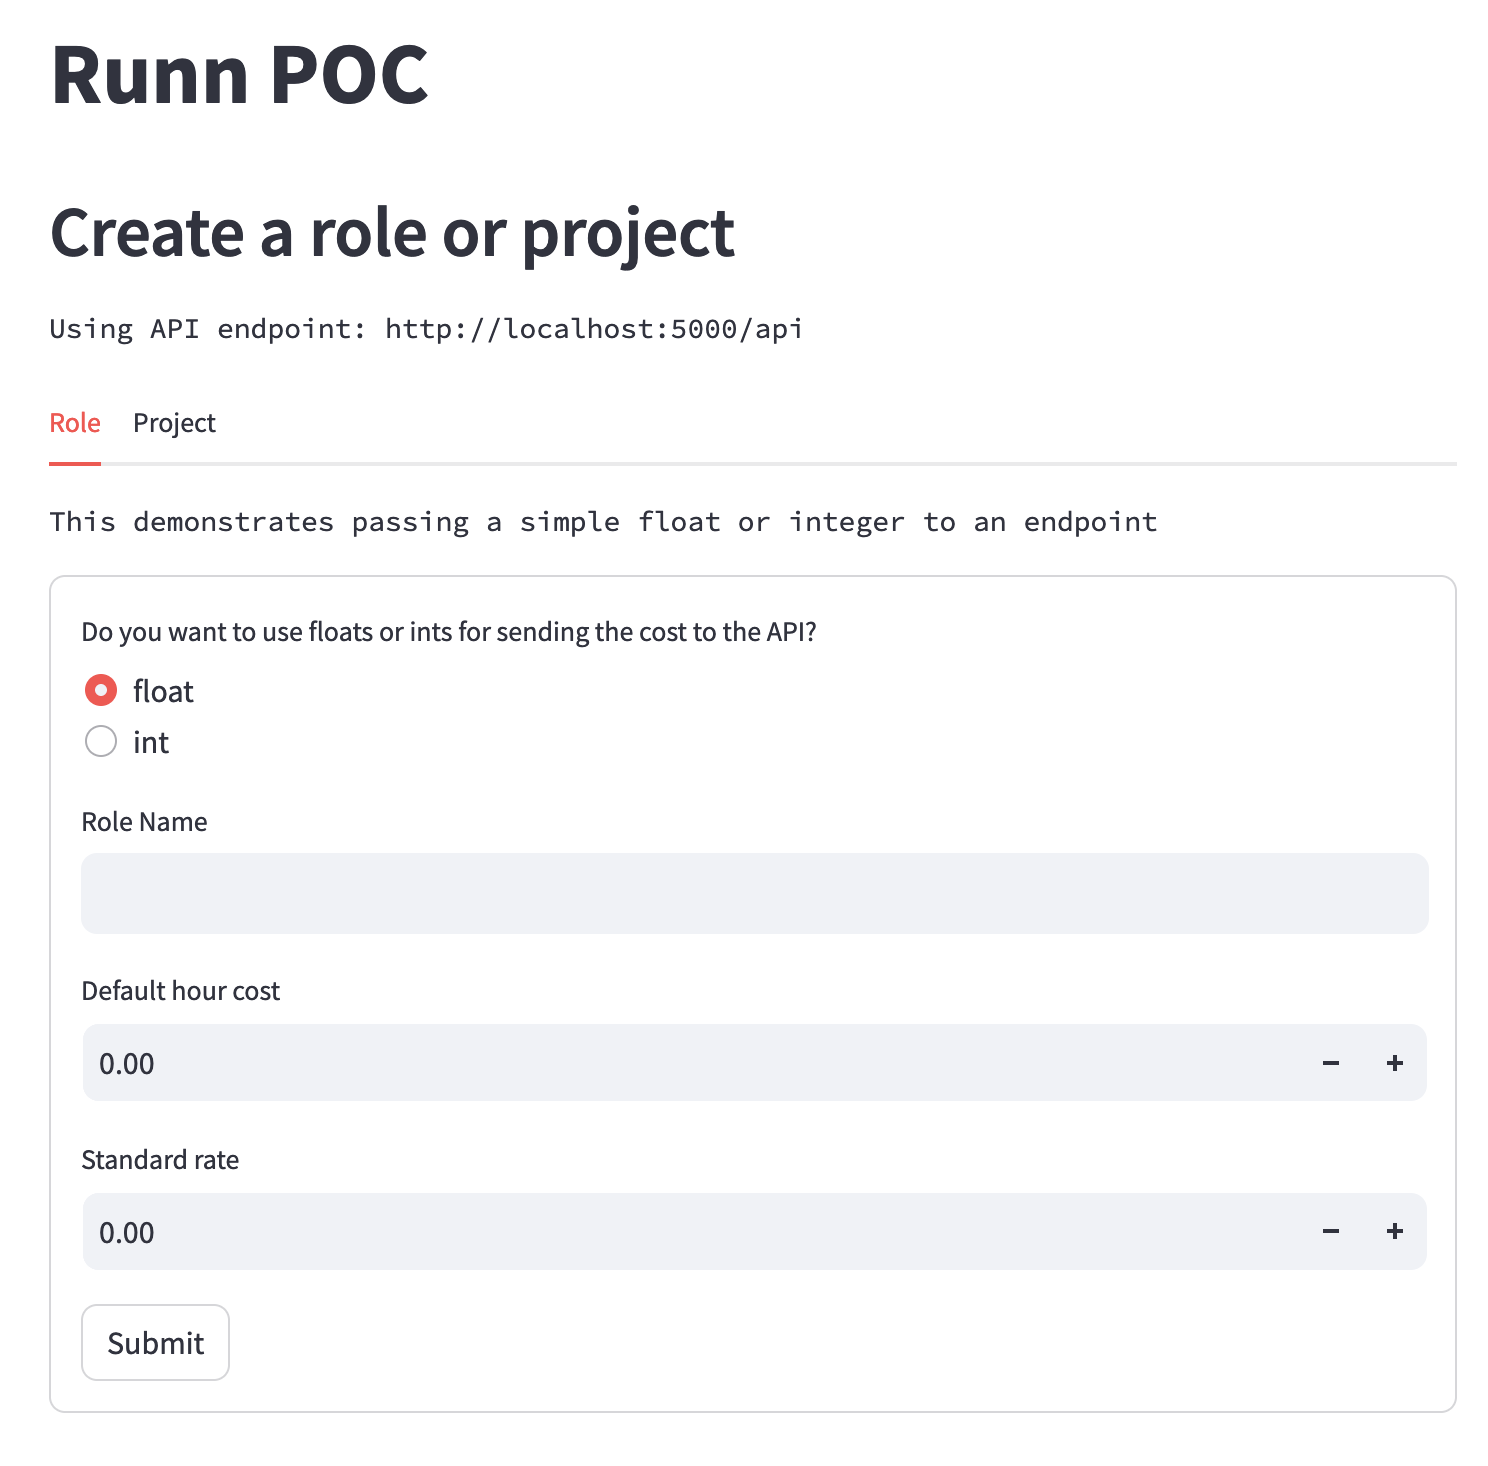 Runn POC
Create a role or project
Using API endpoint: http://localhost:5000/api
Role Project
This demonstrates passing a simple float or integer to an endpoint
Do you want to use floats or ints for sending the cost to the API?
float
int
Role Name
Default hour cost
0.00 − +
Standard rate
0.00 − +
Submit